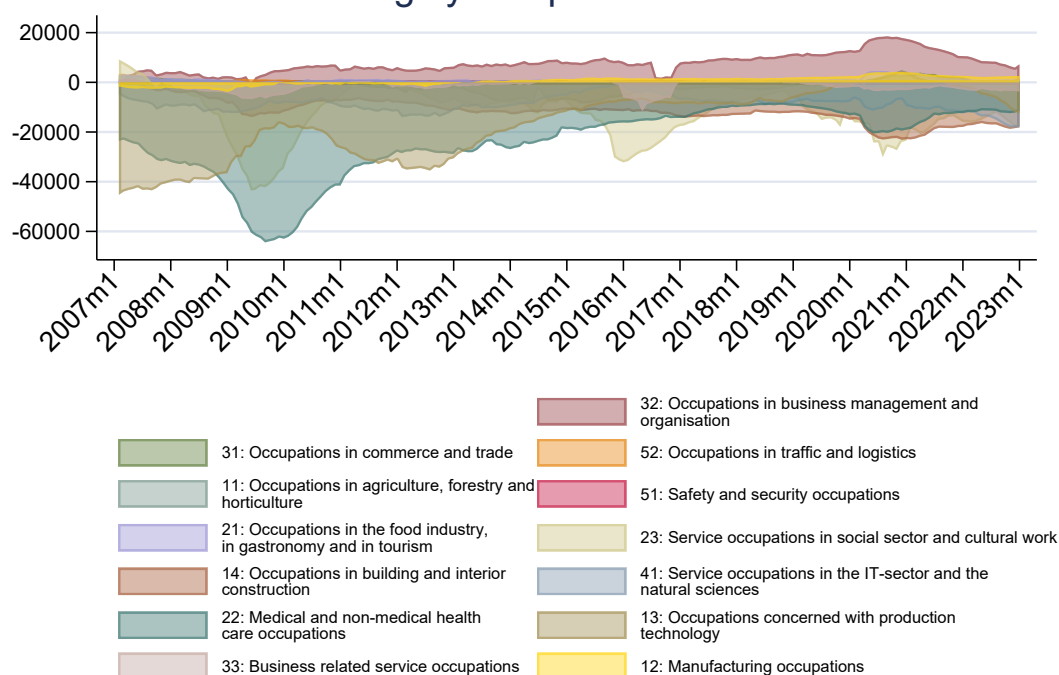 20000
0
-20000
-40000
-60000
2007m1
2008m1
2009m1
2010m1
2011m1
2012m1
2013m1
2014m1
2015m1
2016m1
2017m1
2018m1
2019m1
2020m1
2021m1
2022m1
2023m1
32: Occupations in business management and
organisation
31: Occupations in commerce and trade
52: Occupations in traffic and logistics
11: Occupations in agriculture, forestry and
horticulture
51: Safety and security occupations
21: Occupations in the food industry,
in gastronomy and in tourism
23: Service occupations in social sector and cultural work
14: Occupations in building and interior
construction
41: Service occupations in the IT-sector and the
natural sciences
22: Medical and non-medical health
care occupations
13: Occupations concerned with production
technology
33: Business related service occupations
12: Manufacturing occupations